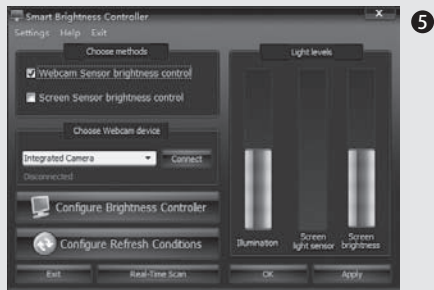 Smart Brightness Controller
Settings Help Exit
5
Choose methods
Webcam Sensor brightness control
Screen Sensor brightness control
Choose Webcam device
Integrated Camera
Connect
Disconnected
Configure Brightness Controller
Configure Refresh Conditions
Exit
Real-Time Scan
Light levels
Illumination
Screen
light sensor
Screen
brightness
OK
Apply